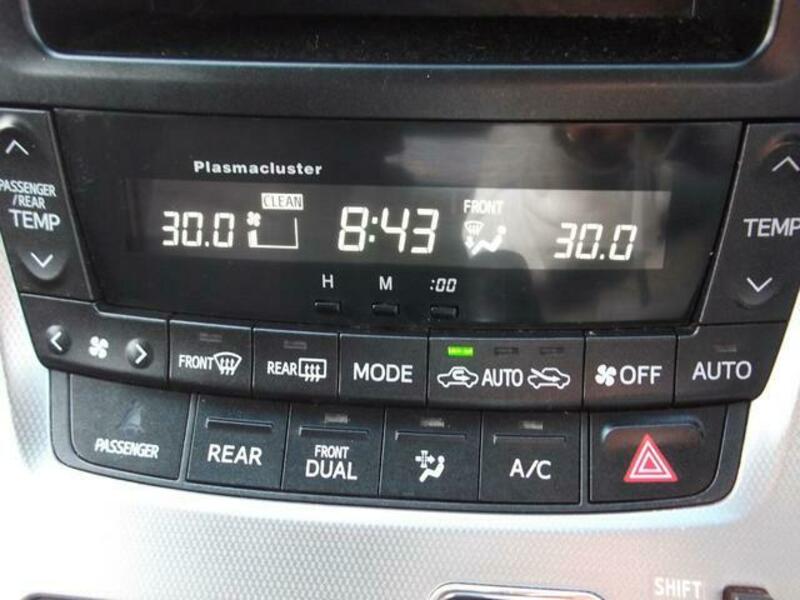 Plasmacluster
PASSENGER
/REAR
TEMP
CLEAN
30.0
8:43
FRONT
30.0
TEMP
H M :00
FRONT REAR MODE AUTO OFF AUTO
PASSENGER REAR FRONT DUAL A/C
SHIFT